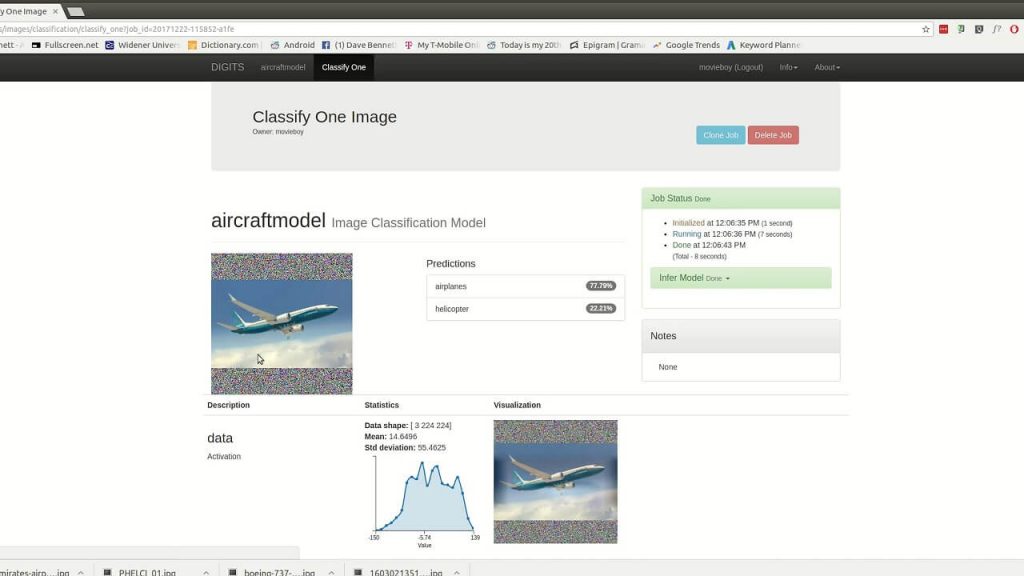 y One Image ×
s/images/classification/classify_one?job_id=20171222-115852-a1fe
nett - Fullscreen.net Widener Univers Dictionary.com | Android (1) Dave Bennet My T-Mobile Onli Today is my 20th Epigram | Grama Google Trends Keyword Planne
DIGITS aircraftmodel Classify One movieboy (Logout) Info About
Classify One Image
Owner: movieboy
Clone Job Delete Job
aircraftmodel Image Classification Model
Job Status Done
Initialized at 12:06:35 PM (1 second)
Running at 12:06:36 PM (7 seconds)
Done at 12:06:43 PM
(Total - 8 seconds)
Infer Model Done
Predictions
airplanes 77.79%
helicopter 22.21%
Notes
None
Description Statistics Visualization
data
Activation
Data shape: [ 3 224 224]
Mean: 14.6496
Std deviation: 55.4625
-150 -5.74 139
Value
mirates-airp....jpg PHELCI_01.jpg boeing-737-....jpg 1603021351....jpg